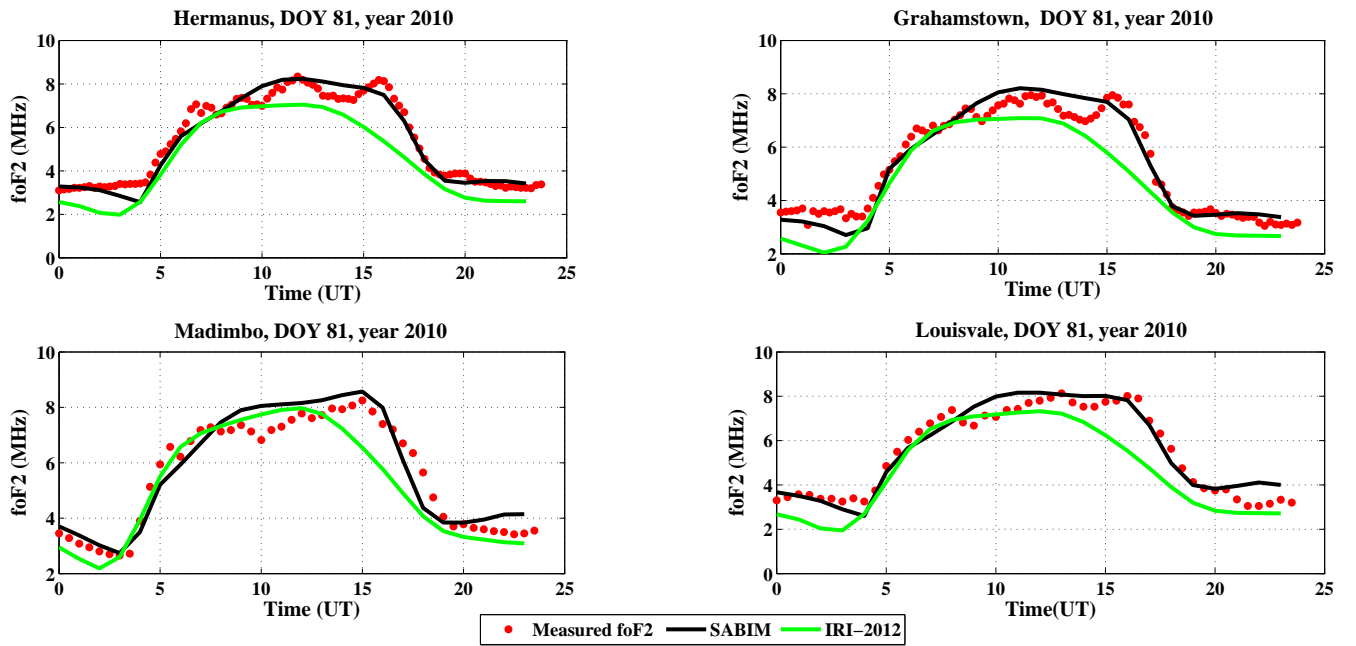 Hermanus, DOY 81, year 2010
10
8
6
4
2
0
foF2 (MHz)
0 5 10 15 20 25
Time (UT)
Grahamstown, DOY 81, year 2010
10
8
6
4
2
foF2 (MHz)
0 5 10 15 20 25
Time (UT)
Madimbo, DOY 81, year 2010
10
8
6
4
2
foF2 (MHz)
0 5 10 15 20 25
Time (UT)
Louisvale, DOY 81, year 2010
10
8
6
4
2
0
foF2 (MHz)
0 5 10 15 20 25
Time(UT)
Measured foF2 SABIM IRI−2012